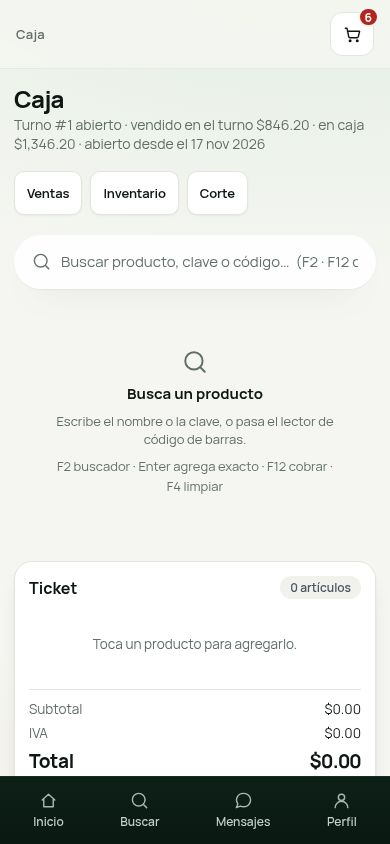 Caja
6
Caja
Turno #1 abierto · vendido en el turno $846.20 · en caja
$1,346.20 · abierto desde el 17 nov 2026
Ventas
Inventario
Corte
Buscar producto, clave o código… (F2 · F12 c
Busca un producto
Escribe el nombre o la clave, o pasa el lector de
código de barras.
F2 buscador · Enter agrega exacto · F12 cobrar ·
F4 limpiar
Ticket
0 artículos
Toca un producto para agregarlo.
Subtotal $0.00
IVA $0.00
Total $0.00
Inicio
Buscar
Mensajes
Perfil